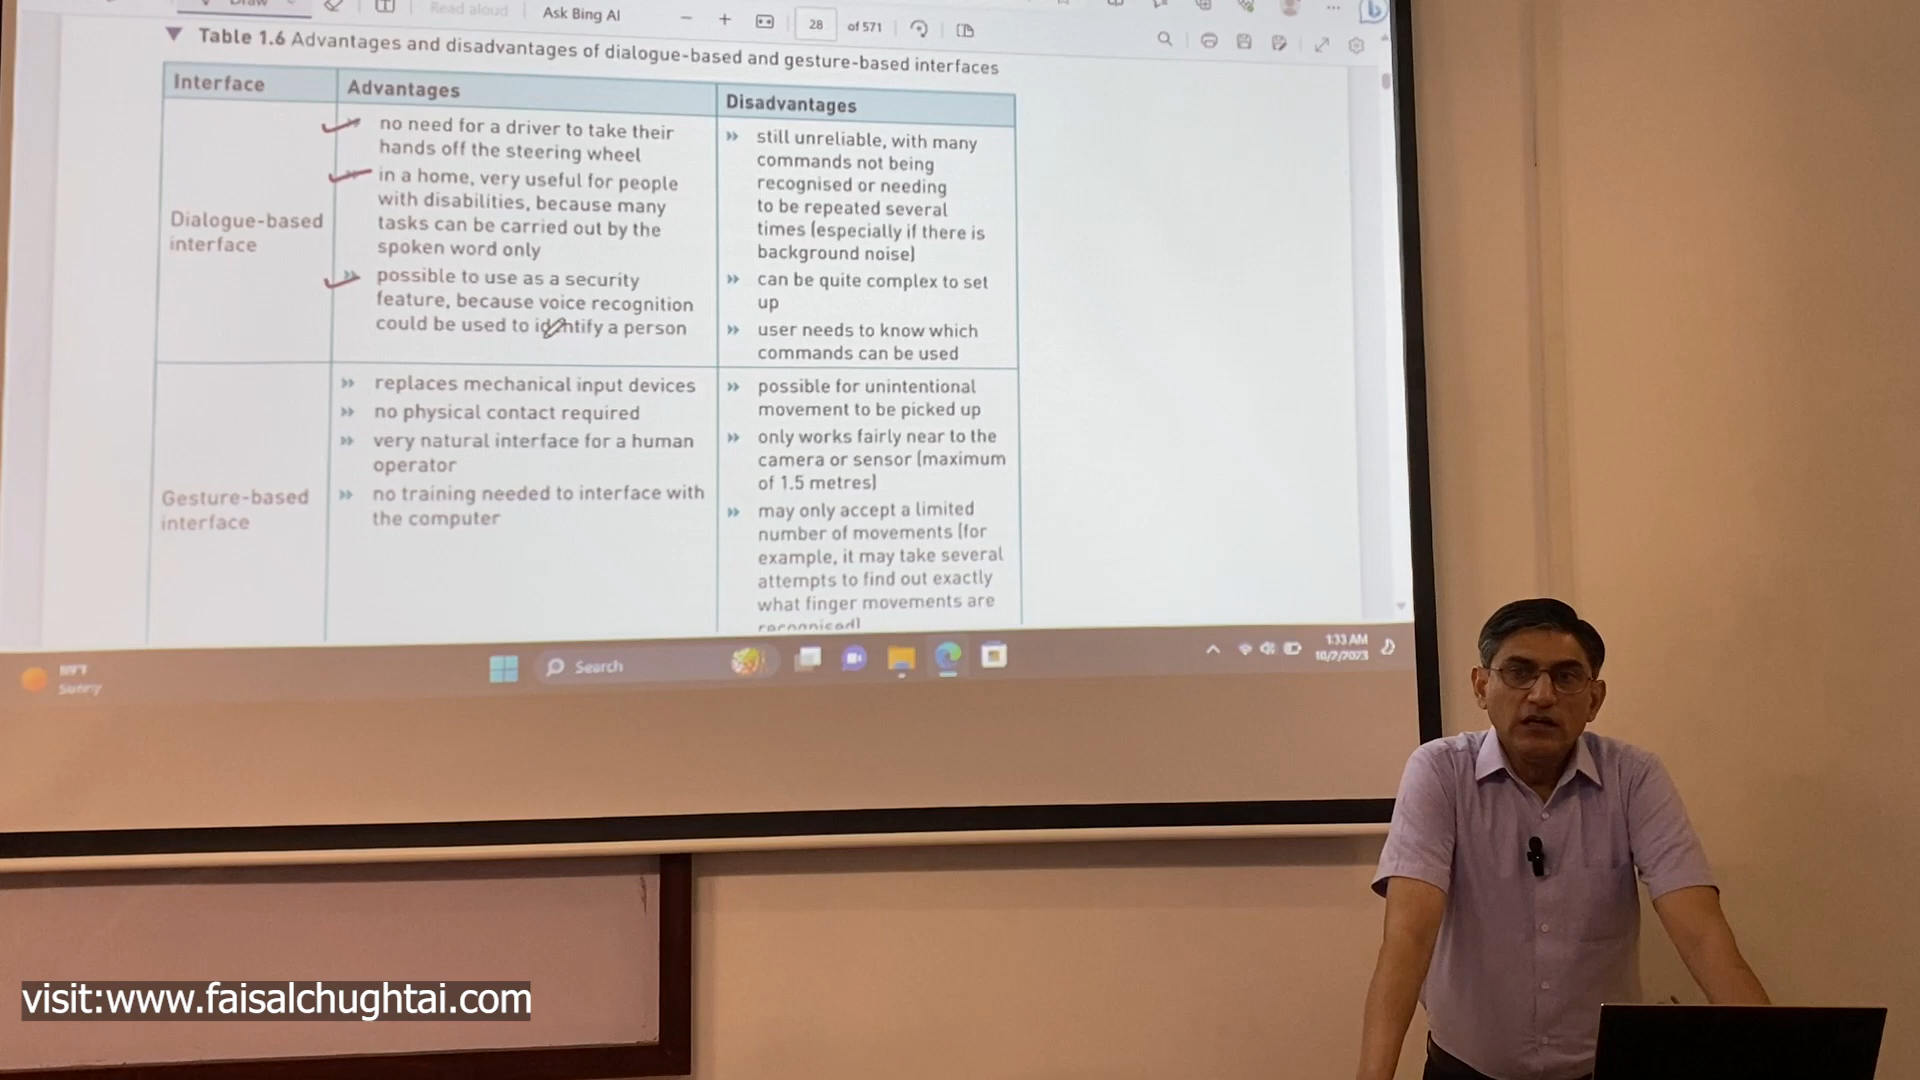 Draw
Read aloud
Ask Bing AI
28
of 571
Table 1.6 Advantages and disadvantages of dialogue-based and gesture-based interfaces
Interface
Advantages
Disadvantages
Dialogue-based
interface
» no need for a driver to take their
hands off the steering wheel
» in a home, very useful for people
with disabilities, because many
tasks can be carried out by the
spoken word only
» possible to use as a security
feature, because voice recognition
could be used to identify a person
» still unreliable, with many
commands not being
recognised or needing
to be repeated several
times (especially if there is
background noise)
» can be quite complex to set
up
» user needs to know which
commands can be used
Gesture-based
interface
» replaces mechanical input devices
» no physical contact required
» very natural interface for a human
operator
» no training needed to interface with
the computer
» possible for unintentional
movement to be picked up
» only works fairly near to the
camera or sensor (maximum
of 1.5 metres)
» may only accept a limited
number of movements (for
example, it may take several
attempts to find out exactly
what finger movements are
recognised)
Sunny
Search
1:33 AM
10/2/2023
visit:www.faisalchughtai.com